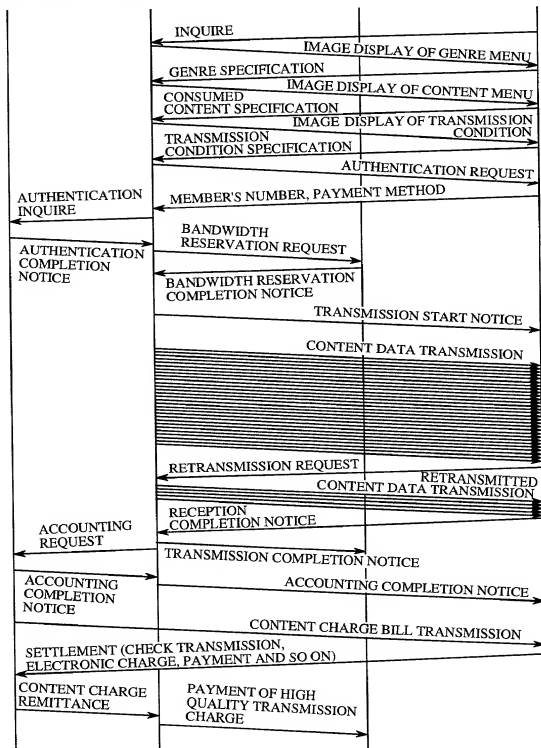 INQUIRE
IMAGE DISPLAY OF GENRE MENU
GENRE SPECIFICATION
IMAGE DISPLAY OF CONTENT MENU
CONSUMED
CONTENT SPECIFICATION
IMAGE DISPLAY OF TRANSMISSION
CONDITION
TRANSMISSION
CONDITION SPECIFICATION
AUTHENTICATION REQUEST
MEMBER'S NUMBER, PAYMENT METHOD
AUTHENTICATION
INQUIRE
BANDWIDTH
RESERVATION REQUEST
AUTHENTICATION
COMPLETION
NOTICE
BANDWIDTH RESERVATION
COMPLETION NOTICE
TRANSMISSION START NOTICE
CONTENT DATA TRANSMISSION
RETRANSMISSION REQUEST
RETRANSMITTED
CONTENT DATA TRANSMISSION
RECEPTION
COMPLETION NOTICE
ACCOUNTING
REQUEST
TRANSMISSION COMPLETION NOTICE
ACCOUNTING
COMPLETION
NOTICE
ACCOUNTING COMPLETION NOTICE
CONTENT CHARGE BILL TRANSMISSION
SETTLEMENT (CHECK TRANSMISSION,
ELECTRONIC CHARGE, PAYMENT AND SO ON)
CONTENT CHARGE
REMITTANCE
PAYMENT OF HIGH
QUALITY TRANSMISSION
CHARGE